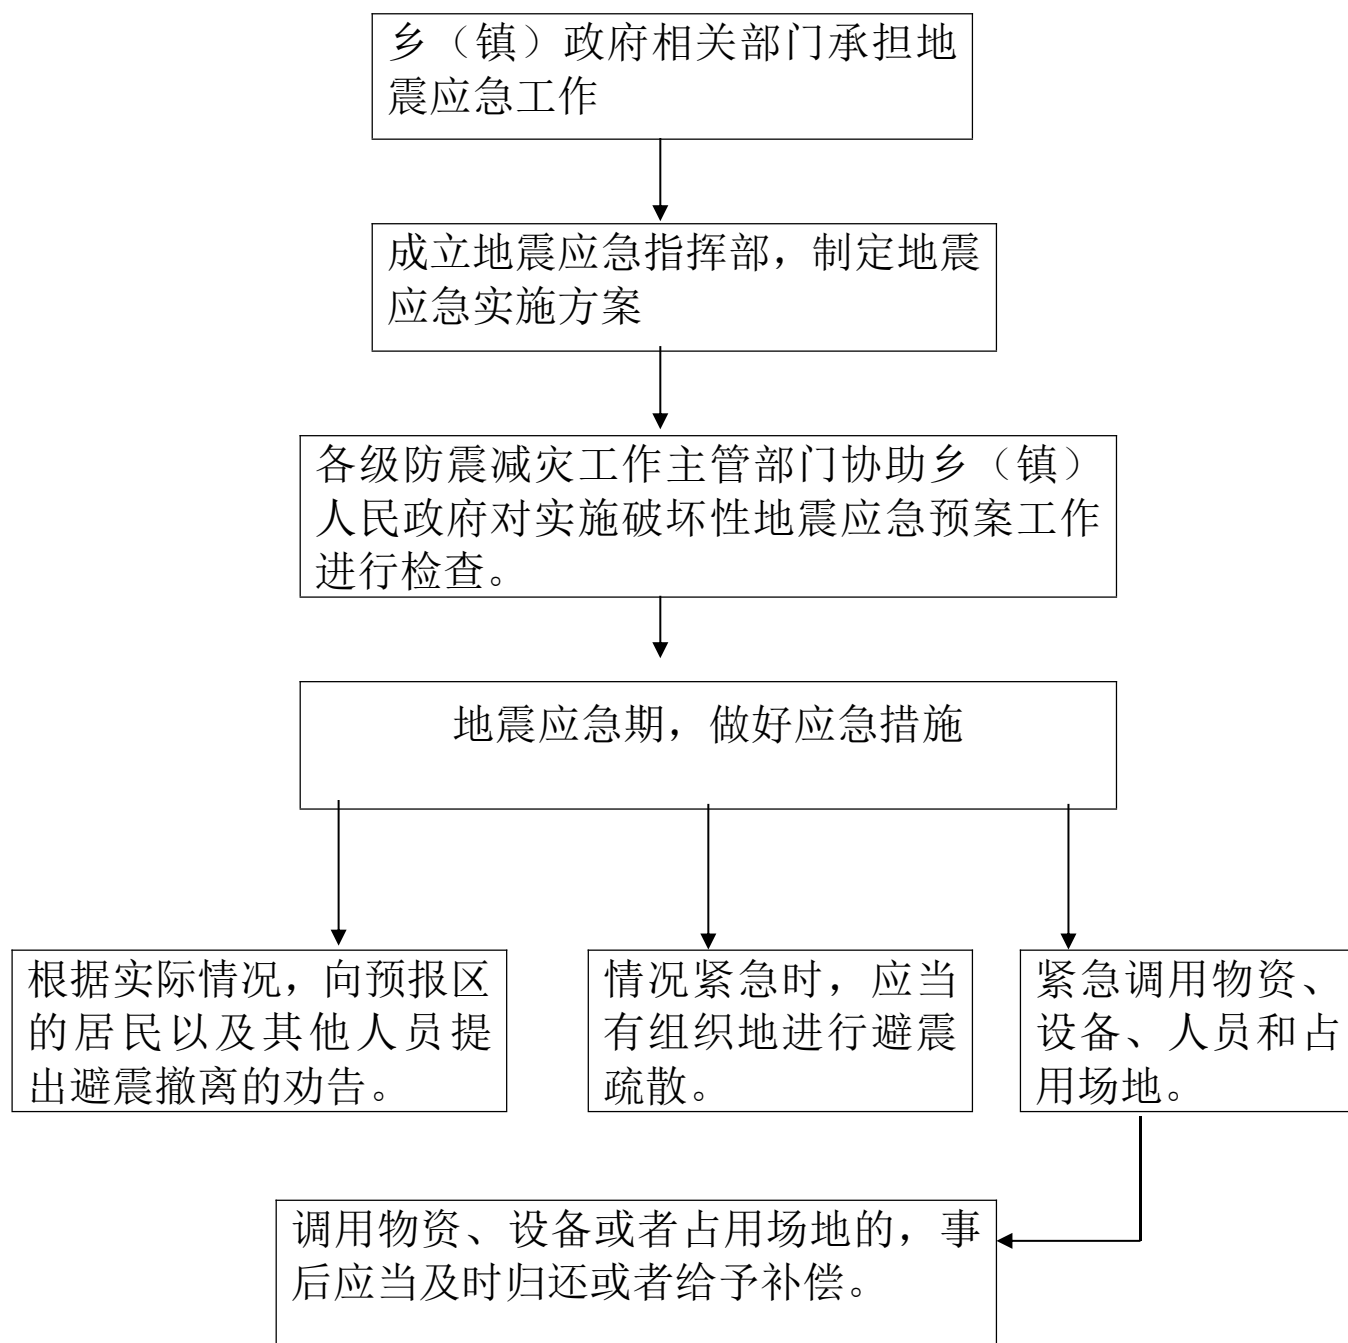 乡（镇）政府相关部门承担地
震应急工作
成立地震应急指挥部，制定地震
应急实施方案
各级防震减灾工作主管部门协助乡（镇）
人民政府对实施破坏性地震应急预案工作
进行检查。
地震应急期，做好应急措施
根据实际情况，向预报区
的居民以及其他人员提
出避震撤离的劝告。
情况紧急时，应当
有组织地进行避震
疏散。
紧急调用物资、
设备、人员和占
用场地。
调用物资、设备或者占用场地的，事
后应当及时归还或者给予补偿。